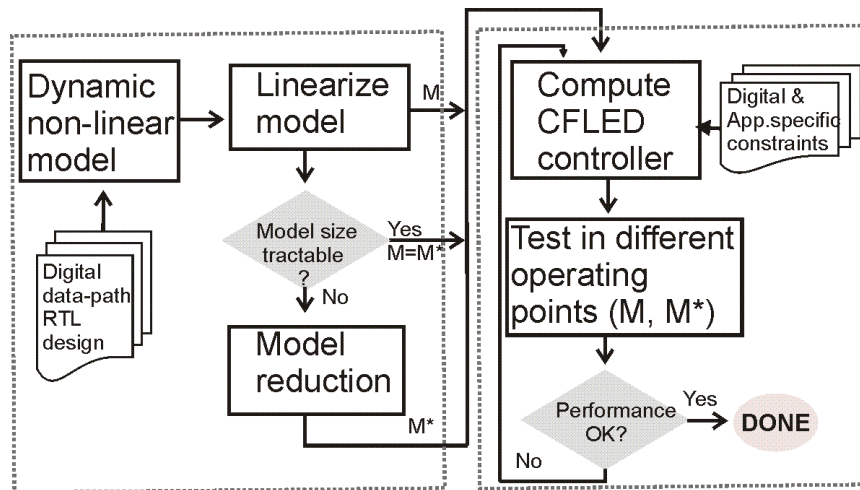 Dynamic
non-linear
model
Linearize
model
M
Digital
data-path
RTL
design
Model size
tractable
?
Yes
M=M*
No
Model
reduction
M*
Compute
CFLED
controller
Digital &
App.specific
constraints
Test in different
operating
points (M, M*)
Performance
OK?
Yes
DONE
No